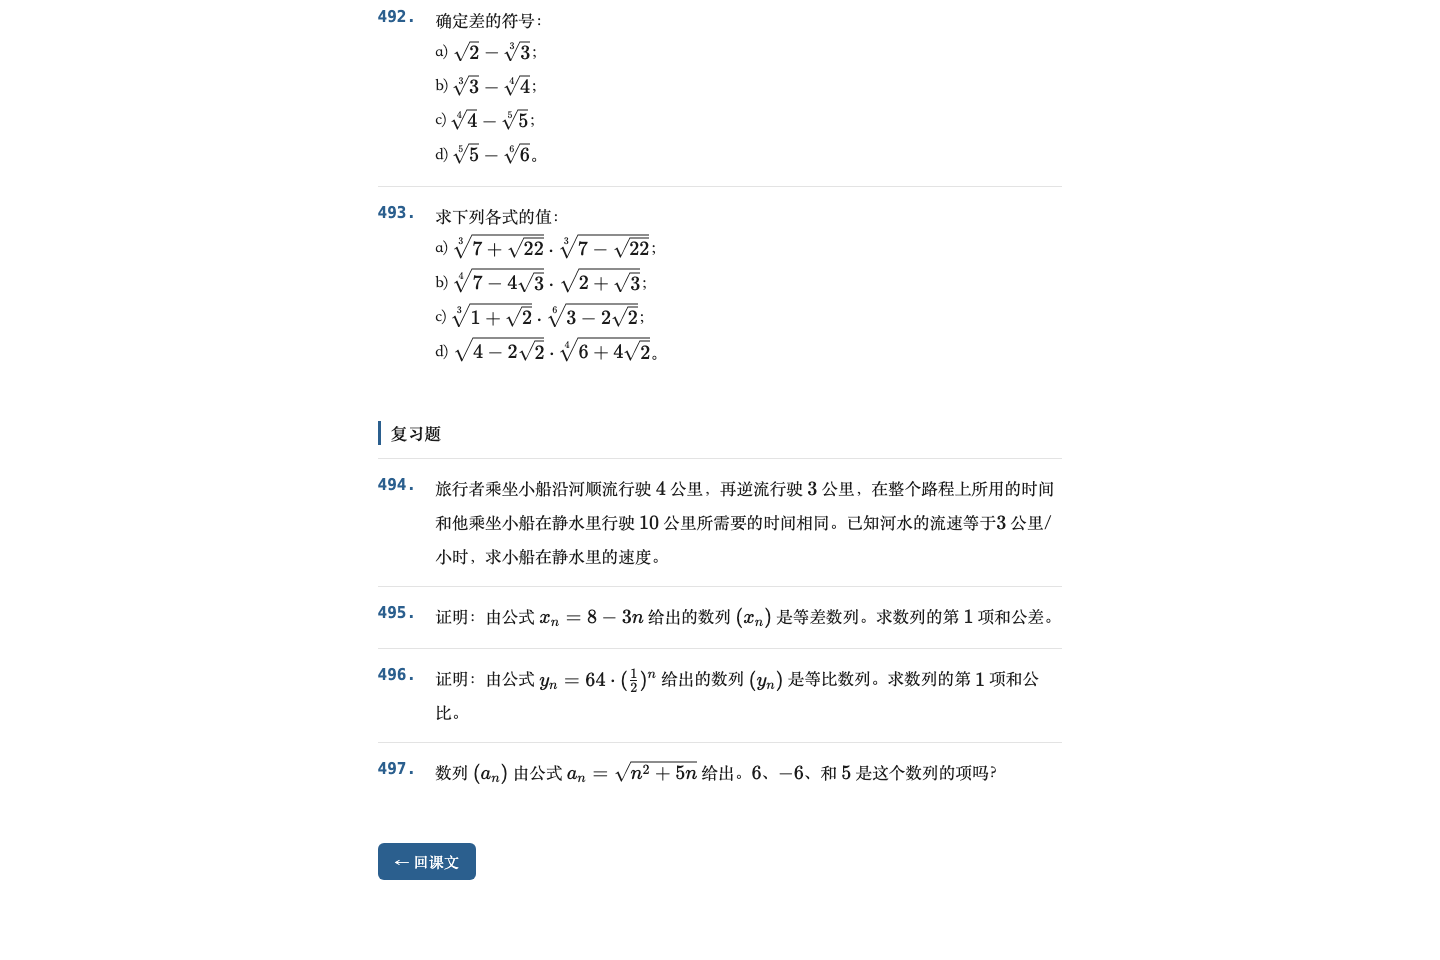 492. 确定差的符号：
a) √2 − ∛3；
b) ∛3 − ∜4；
c) ∜4 − ⁵√5；
d) ⁵√5 − ⁶√6。
493. 求下列各式的值：
a) ∛(7 + √22) · ∛(7 − √22)；
b) ∜(7 − 4√3) · √(2 + √3)；
c) ∛(1 + √2) · ⁶√(3 − 2√2)；
d) √(4 − 2√2) · ∜(6 + 4√2)。
复习题
494. 旅行者乘坐小船沿河顺流行驶 4 公里，再逆流行驶 3 公里，在整个路程上所用的时间
和他乘坐小船在静水里行驶 10 公里所需要的时间相同。已知河水的流速等于3 公里/
小时，求小船在静水里的速度。
495. 证明：由公式 xₙ = 8 − 3n 给出的数列 (xₙ) 是等差数列。求数列的第 1 项和公差。
496. 证明：由公式 yₙ = 64 · (1/2)ⁿ 给出的数列 (yₙ) 是等比数列。求数列的第 1 项和公
比。
497. 数列 (aₙ) 由公式 aₙ = √(n² + 5n) 给出。6、−6、和 5 是这个数列的项吗？
← 回课文